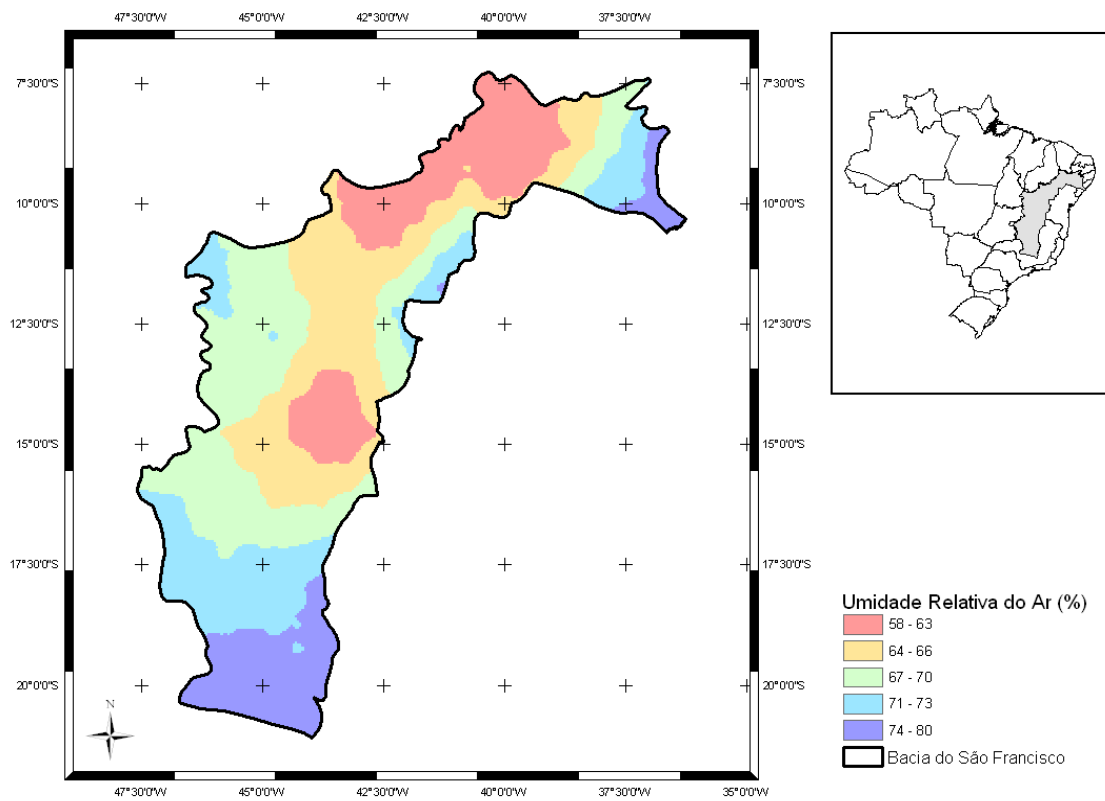 47°30'0"W 45°0'0"W 42°30'0"W 40°0'0"W 37°30'0"W
7°30'0"S 7°30'0"S
10°0'0"S 10°0'0"S
12°30'0"S 12°30'0"S
15°0'0"S 15°0'0"S
17°30'0"S 17°30'0"S
20°0'0"S 20°0'0"S
N
47°30'0"W 45°0'0"W 42°30'0"W 40°0'0"W 37°30'0"W 35°0'0"W
Umidade Relativa do Ar (%)
58 - 63
64 - 66
67 - 70
71 - 73
74 - 80
Bacia do São Francisco